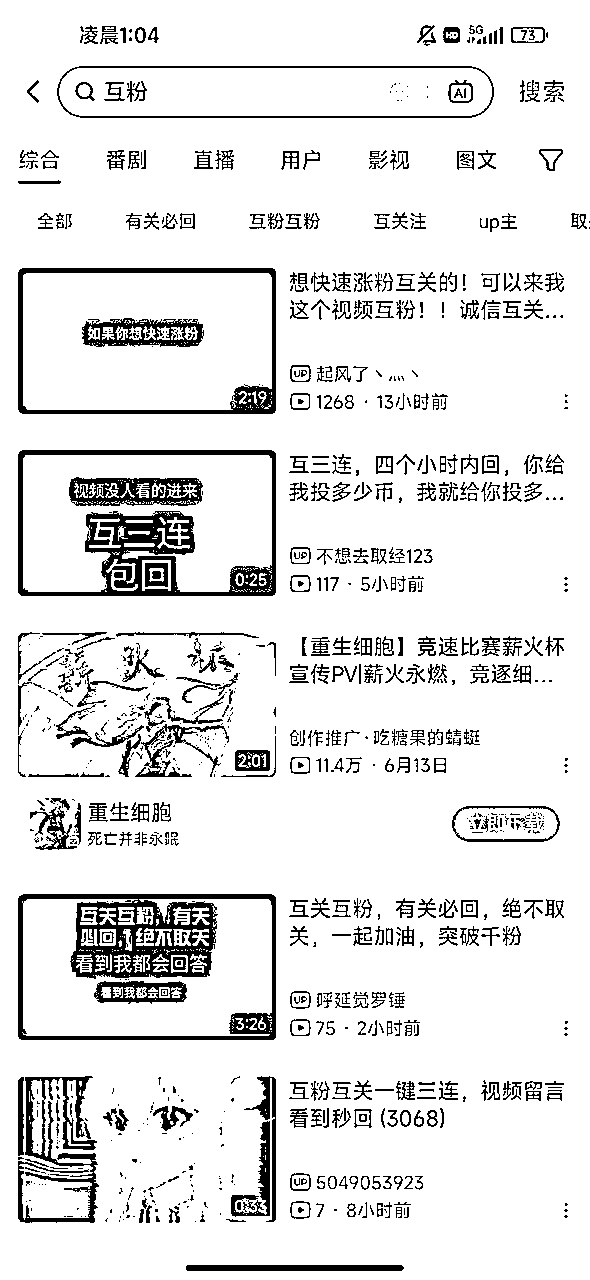 凌晨1:04
HD 5G 73
互粉
AI
搜索
综合 番剧 直播 用户 影视 图文
全部 有关必回 互粉互粉 互关注 up主
如果你想快速涨粉
2:19
想快速涨粉互关的！可以来我
这个视频互粉！！诚信互关...
UP 起风了丶灬丶
1268 · 13小时前
视频没人看的进来
互三连
包回
0:25
互三连，四个小时内回，你给
我投多少币，我就给你投多...
UP 不想去取经123
117 · 5小时前
2:01
【重生细胞】竞速比赛薪火杯
宣传PV|薪火永燃，竞逐细...
创作推广·吃糖果的蜻蜓
11.4万 · 6月13日
重生细胞
死亡并非永眠
立即下载
互关互粉，有关
必回，绝不取关
看到我都会回答
看到我都会回答
3:26
互关互粉，有关必回，绝不取
关，一起加油，突破千粉
UP 呼延觉罗锤
75 · 2小时前
0:33
互粉互关一键三连，视频留言
看到秒回 (3068)
UP 5049053923
7 · 8小时前